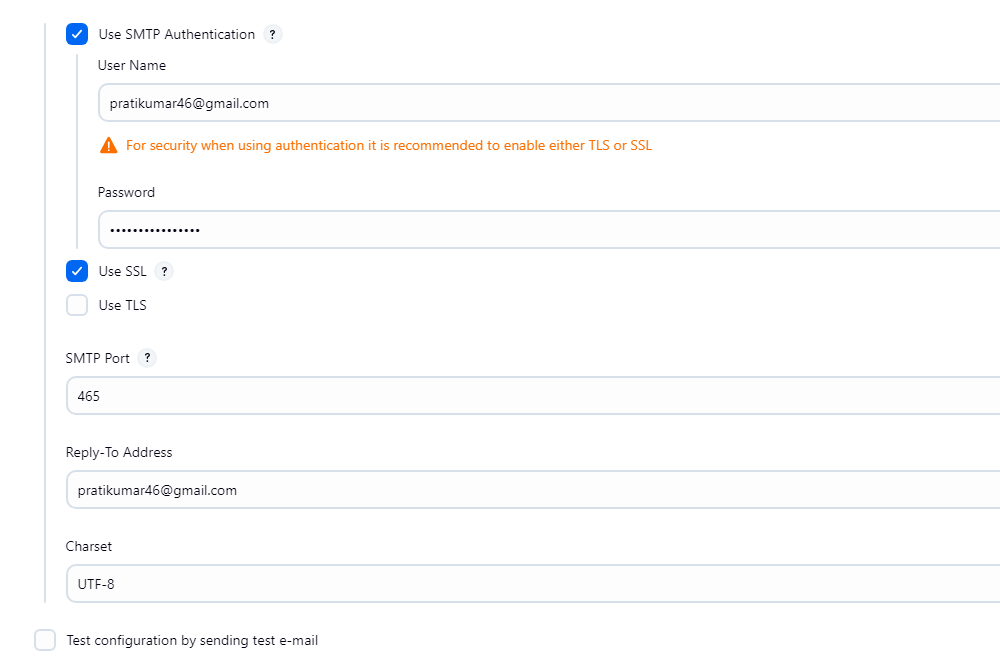 Use SMTP Authentication ?
User Name
pratikumar46@gmail.com
For security when using authentication it is recommended to enable either TLS or SSL
Password
••••••••••••••••
Use SSL ?
Use TLS
SMTP Port ?
465
Reply-To Address
pratikumar46@gmail.com
Charset
UTF-8
Test configuration by sending test e-mail